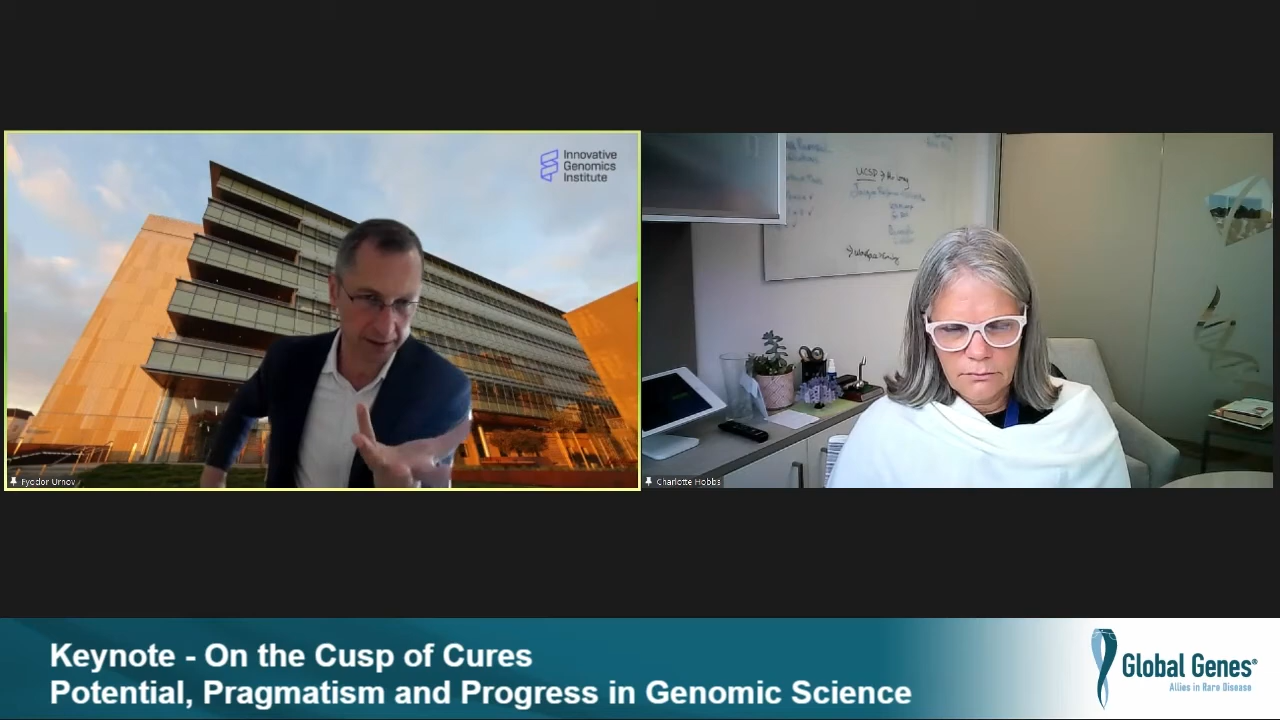 Innovative
Genomics
Institute
UCSD
Fyodor Urnov
Charlotte Hobbs
Keynote - On the Cusp of Cures
Potential, Pragmatism and Progress in Genomic Science
Global Genes®
Allies in Rare Disease